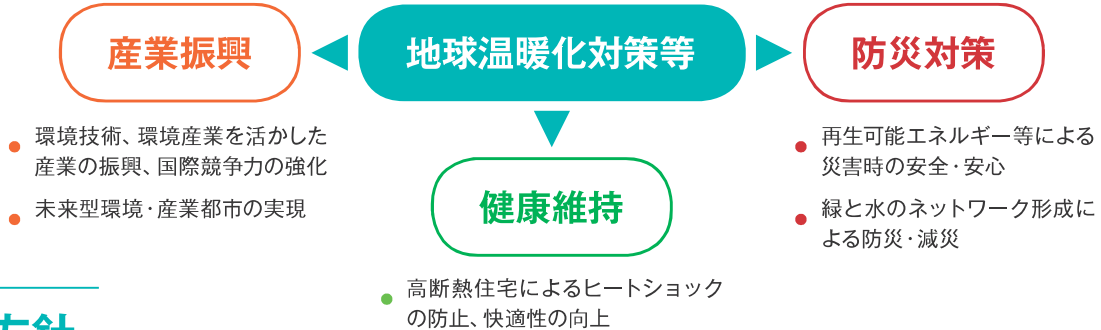 産業振興
地球温暖化対策等
防災対策
環境技術、環境産業を活かした
産業の振興、国際競争力の強化
未来型環境・産業都市の実現
健康維持
高断熱住宅によるヒートショック
の防止、快適性の向上
再生可能エネルギー等による
災害時の安全・安心
緑と水のネットワーク形成に
よる防災・減災
方針